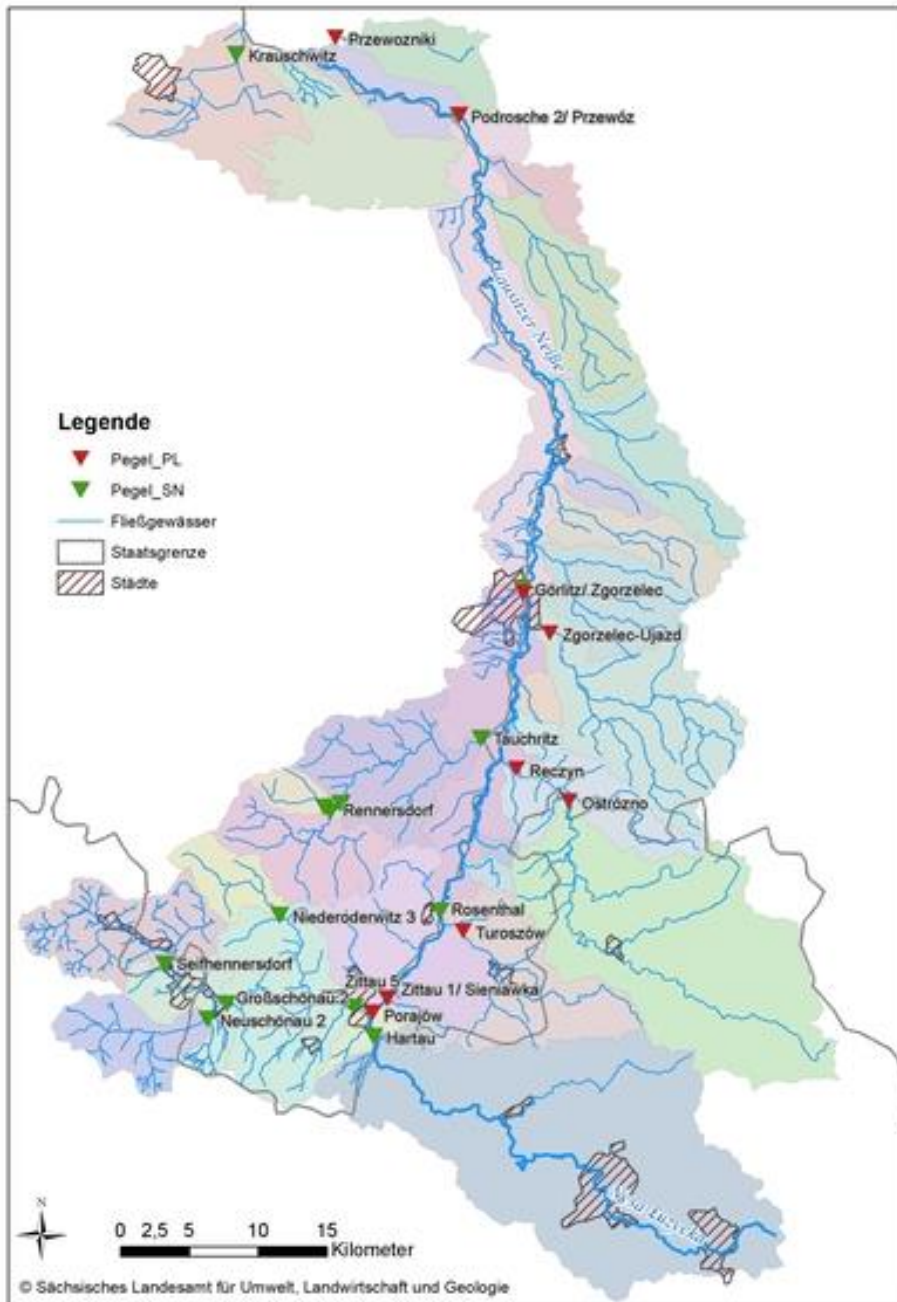 Krauschwitz
Przewozniki
Podrosche 2/ Przewóz
Lausitzer Neiße
Legende
Pegel_PL
Pegel_SN
Fließgewässer
Staatsgrenze
Städte
Görlitz/ Zgorzelec
Zgorzelec-Ujazd
Tauchritz
Reczyn
Ostrózno
Rennersdorf
Niederoderwitz 3
Rosenthal
Turoszów
Seifhennersdorf
Zittau 5
Zittau 1/ Sieniawka
Großschönau 2
Porajów
Neuschönau 2
Hartau
Nysa Łużycka
N
0 2,5 5 10 15
Kilometer
© Sächsisches Landesamt für Umwelt, Landwirtschaft und Geologie